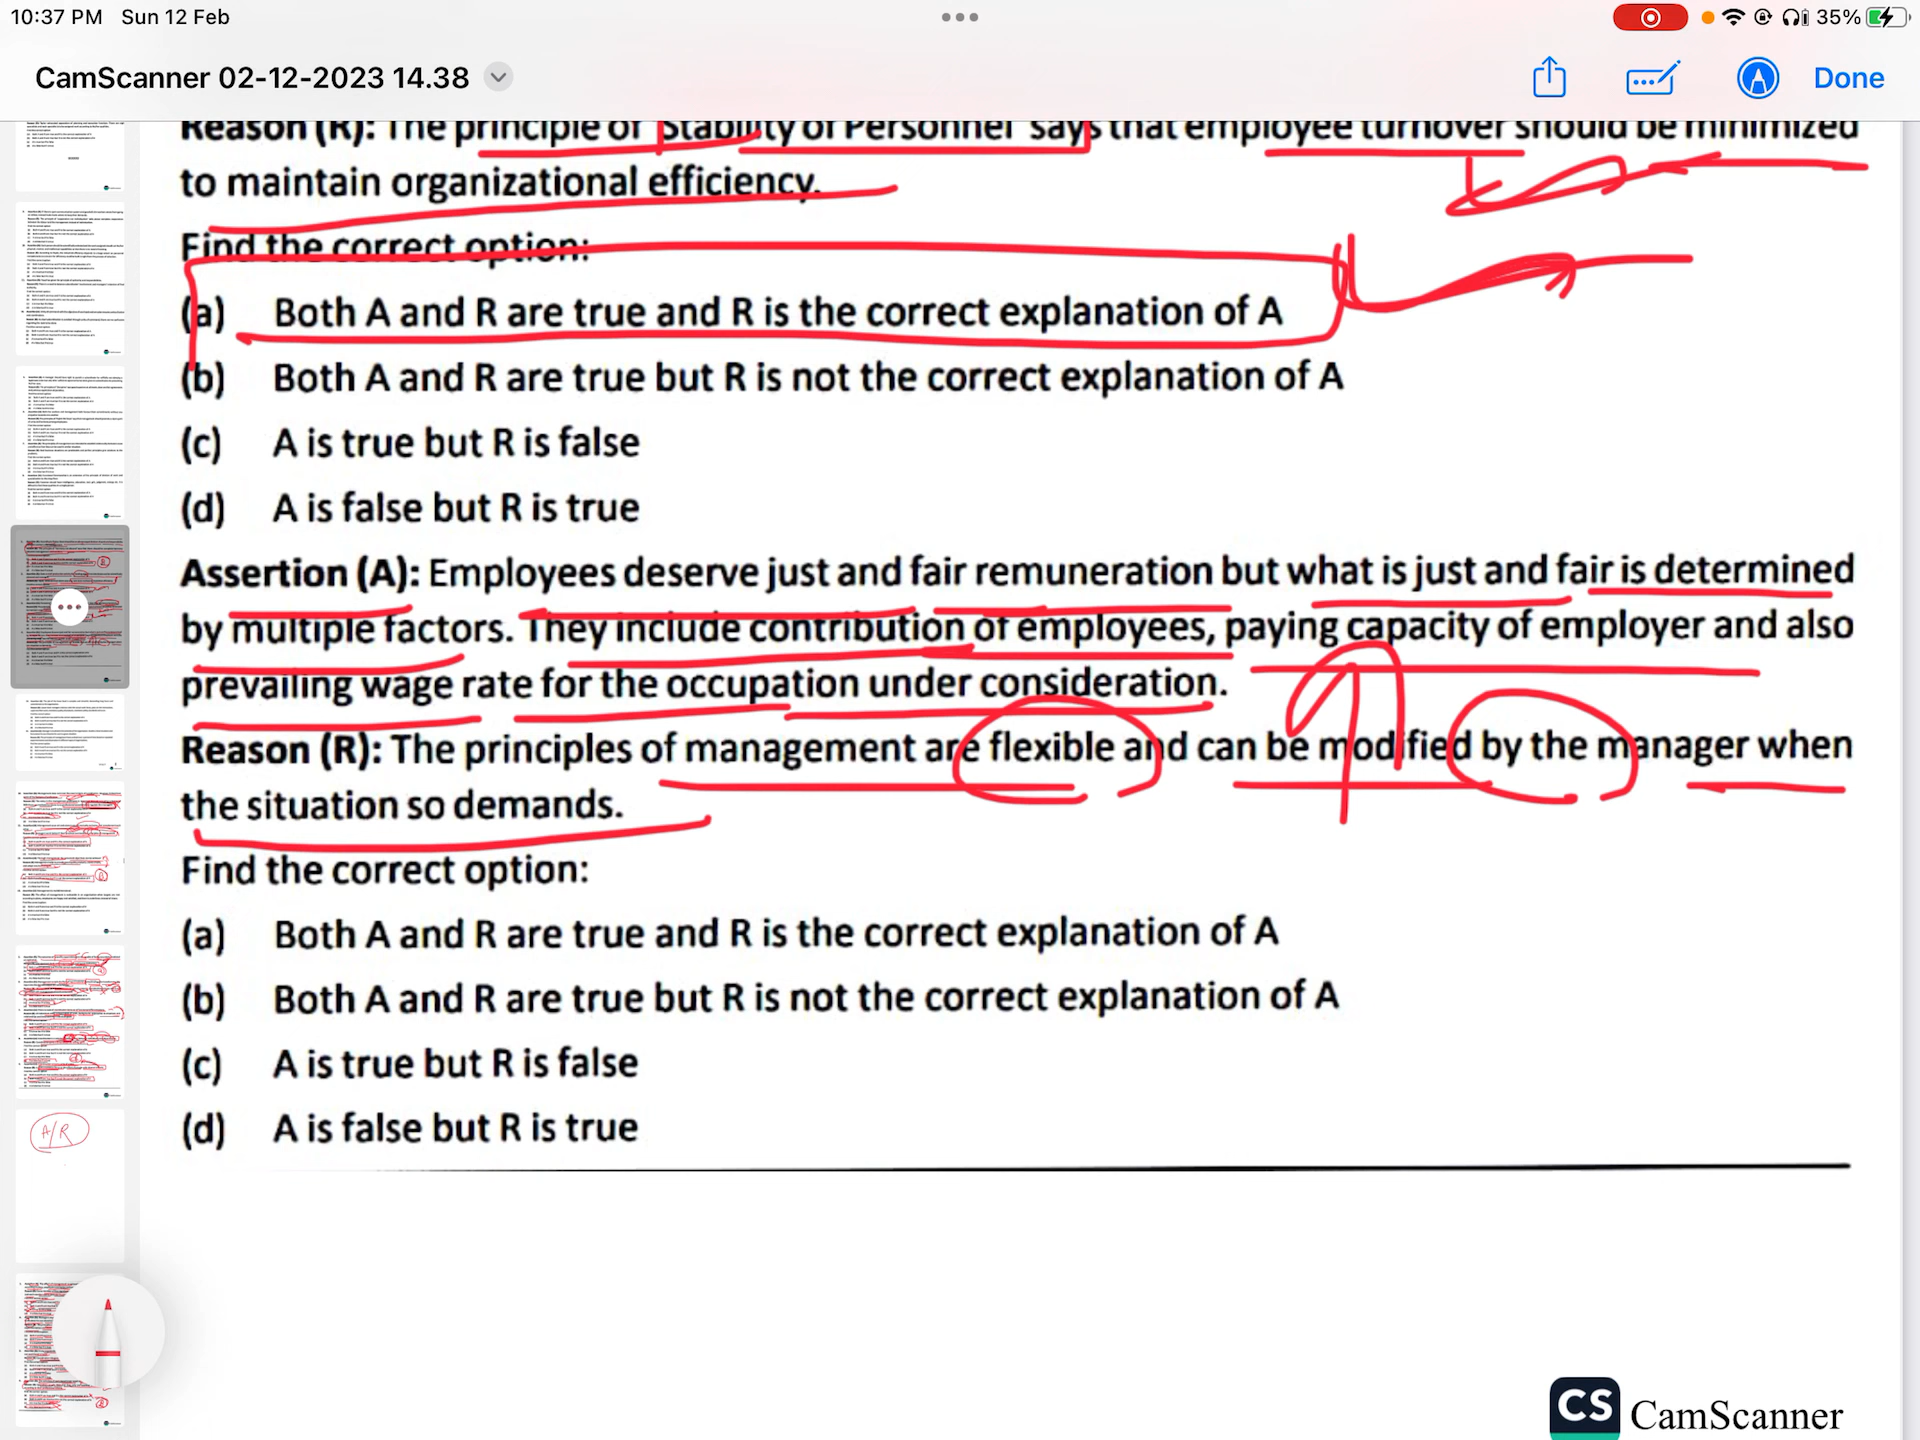 10:37 PM Sun 12 Feb
35%
CamScanner 02-12-2023 14.38
Done
Reason (R): The principle of 'Stability of Personnel' says that employee turnover should be minimized
to maintain organizational efficiency.
Find the correct option:
(a) Both A and R are true and R is the correct explanation of A
(b) Both A and R are true but R is not the correct explanation of A
(c) A is true but R is false
(d) A is false but R is true
Assertion (A): Employees deserve just and fair remuneration but what is just and fair is determined
by multiple factors. They include contribution of employees, paying capacity of employer and also
prevailing wage rate for the occupation under consideration.
Reason (R): The principles of management are flexible and can be modified by the manager when
the situation so demands.
Find the correct option:
(a) Both A and R are true and R is the correct explanation of A
(b) Both A and R are true but R is not the correct explanation of A
(c) A is true but R is false
(d) A is false but R is true
A/R
CS CamScanner